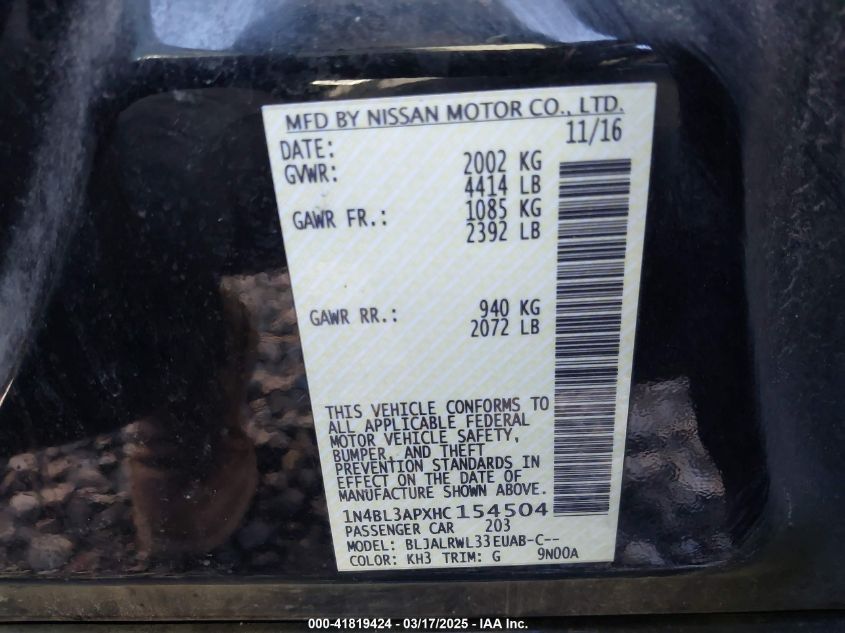 MFD BY NISSAN MOTOR CO., LTD.
DATE: 11/16
GVWR: 2002 KG
4414 LB
GAWR FR.: 1085 KG
2392 LB
GAWR RR.: 940 KG
2072 LB
THIS VEHICLE CONFORMS TO
ALL APPLICABLE FEDERAL
MOTOR VEHICLE SAFETY,
BUMPER, AND THEFT
PREVENTION STANDARDS IN
EFFECT ON THE DATE OF
MANUFACTURE SHOWN ABOVE.
1N4BL3APXHC154504
PASSENGER CAR 203
MODEL: BLJALRWL33EUAB-C--
COLOR: KH3 TRIM: G 9N00A
000-41819424 - 03/17/2025 - IAA Inc.